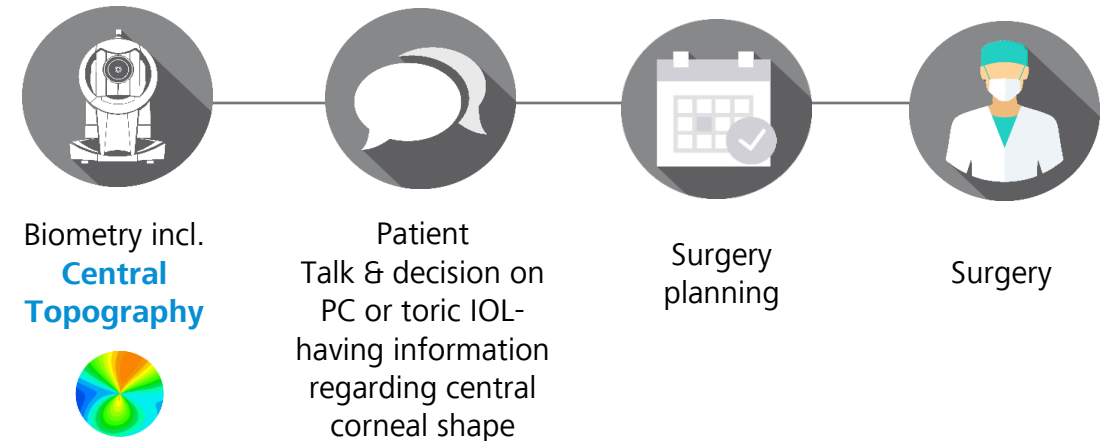 Biometry incl.
Central
Topography
Patient
Talk & decision on
PC or toric IOL-
having information
regarding central
corneal shape
Surgery
planning
Surgery